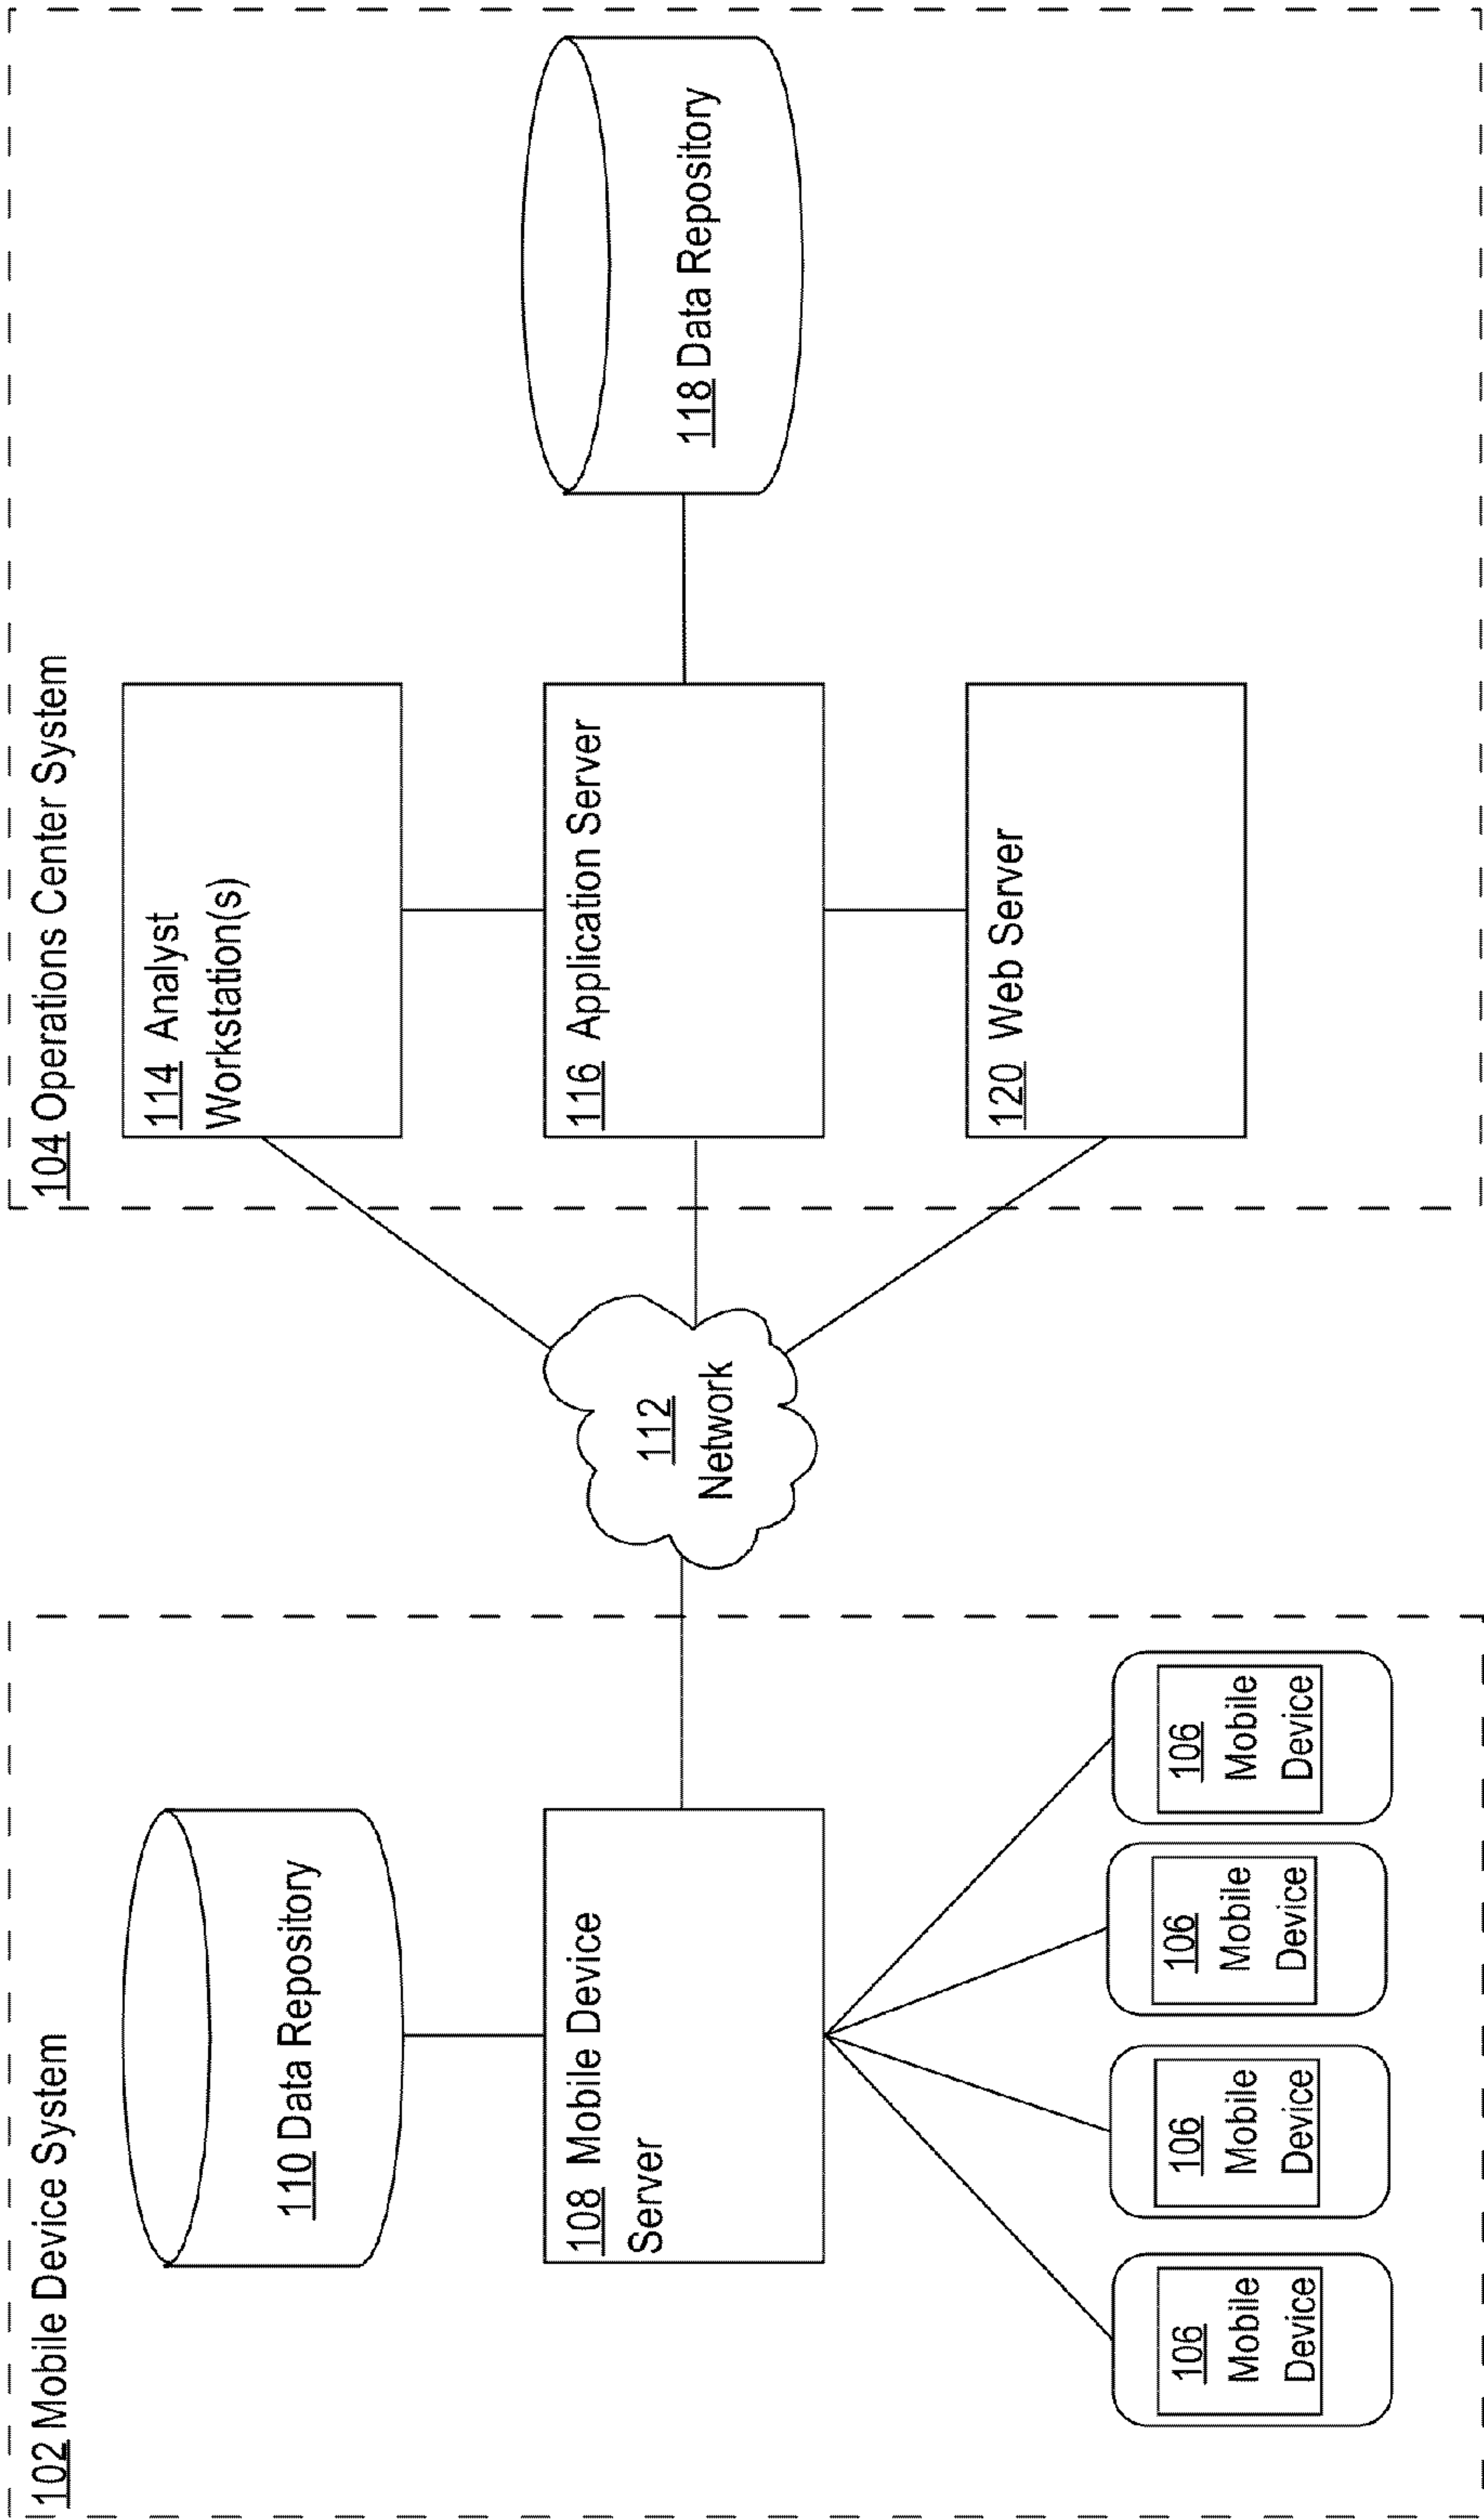 102 Mobile Device System
110 Data Repository
108 Mobile Device
Server
106
Mobile
Device
106
Mobile
Device
106
Mobile
Device
106
Mobile
Device
112
Network
104 Operations Center System
114 Analyst
Workstation(s)
116 Application Server
120 Web Server
118 Data Repository